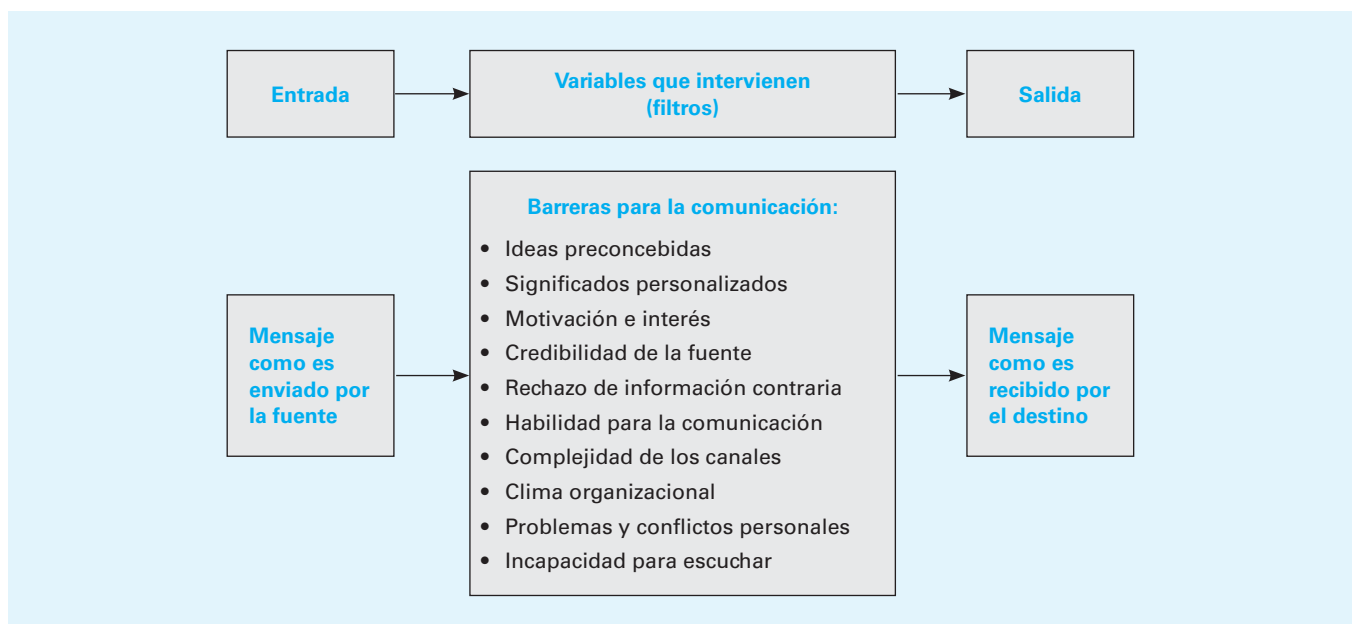 Entrada
Variables que intervienen
(filtros)
Salida
Mensaje
como es
enviado por
la fuente
Barreras para la comunicación:
• Ideas preconcebidas
• Significados personalizados
• Motivación e interés
• Credibilidad de la fuente
• Rechazo de información contraria
• Habilidad para la comunicación
• Complejidad de los canales
• Clima organizacional
• Problemas y conflictos personales
• Incapacidad para escuchar
Mensaje
como es
recibido por
el destino